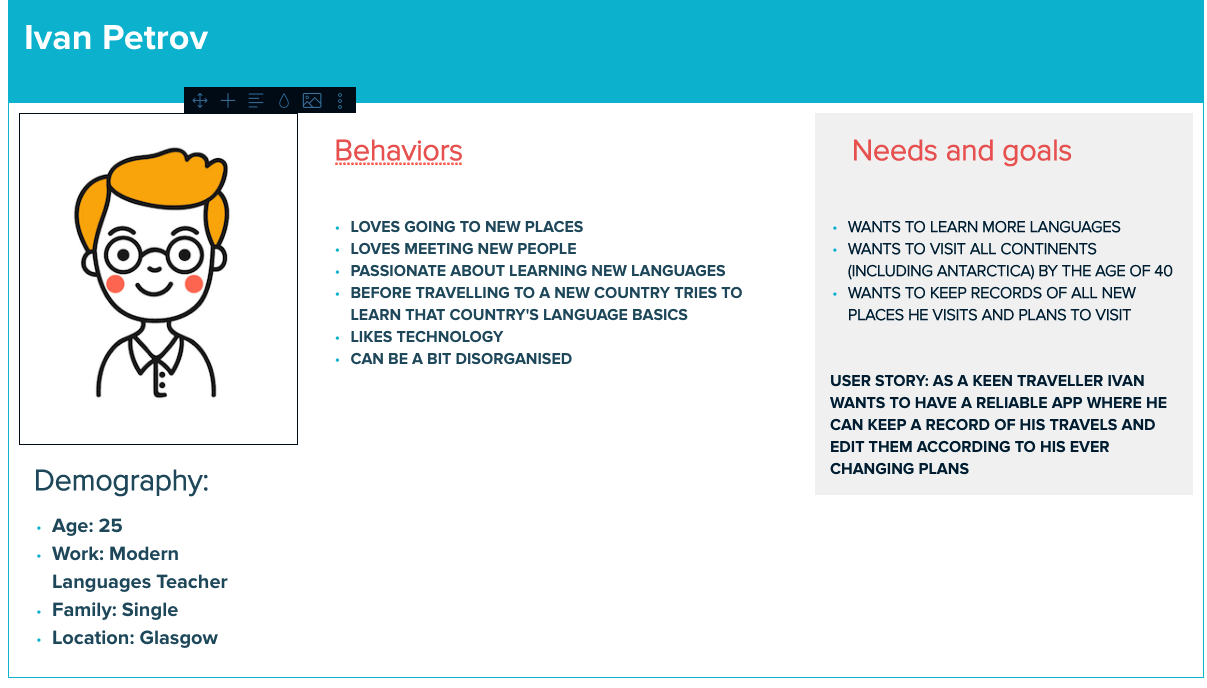 Ivan Petrov
Behaviors
LOVES GOING TO NEW PLACES
LOVES MEETING NEW PEOPLE
PASSIONATE ABOUT LEARNING NEW LANGUAGES
BEFORE TRAVELLING TO A NEW COUNTRY TRIES TO
LEARN THAT COUNTRY'S LANGUAGE BASICS
LIKES TECHNOLOGY
CAN BE A BIT DISORGANISED
Needs and goals
WANTS TO LEARN MORE LANGUAGES
WANTS TO VISIT ALL CONTINENTS
(INCLUDING ANTARCTICA) BY THE AGE OF 40
WANTS TO KEEP RECORDS OF ALL NEW
PLACES HE VISITS AND PLANS TO VISIT
USER STORY: AS A KEEN TRAVELLER IVAN
WANTS TO HAVE A RELIABLE APP WHERE HE
CAN KEEP A RECORD OF HIS TRAVELS AND
EDIT THEM ACCORDING TO HIS EVER
CHANGING PLANS
Demography:
Age: 25
Work: Modern
Languages Teacher
Family: Single
Location: Glasgow